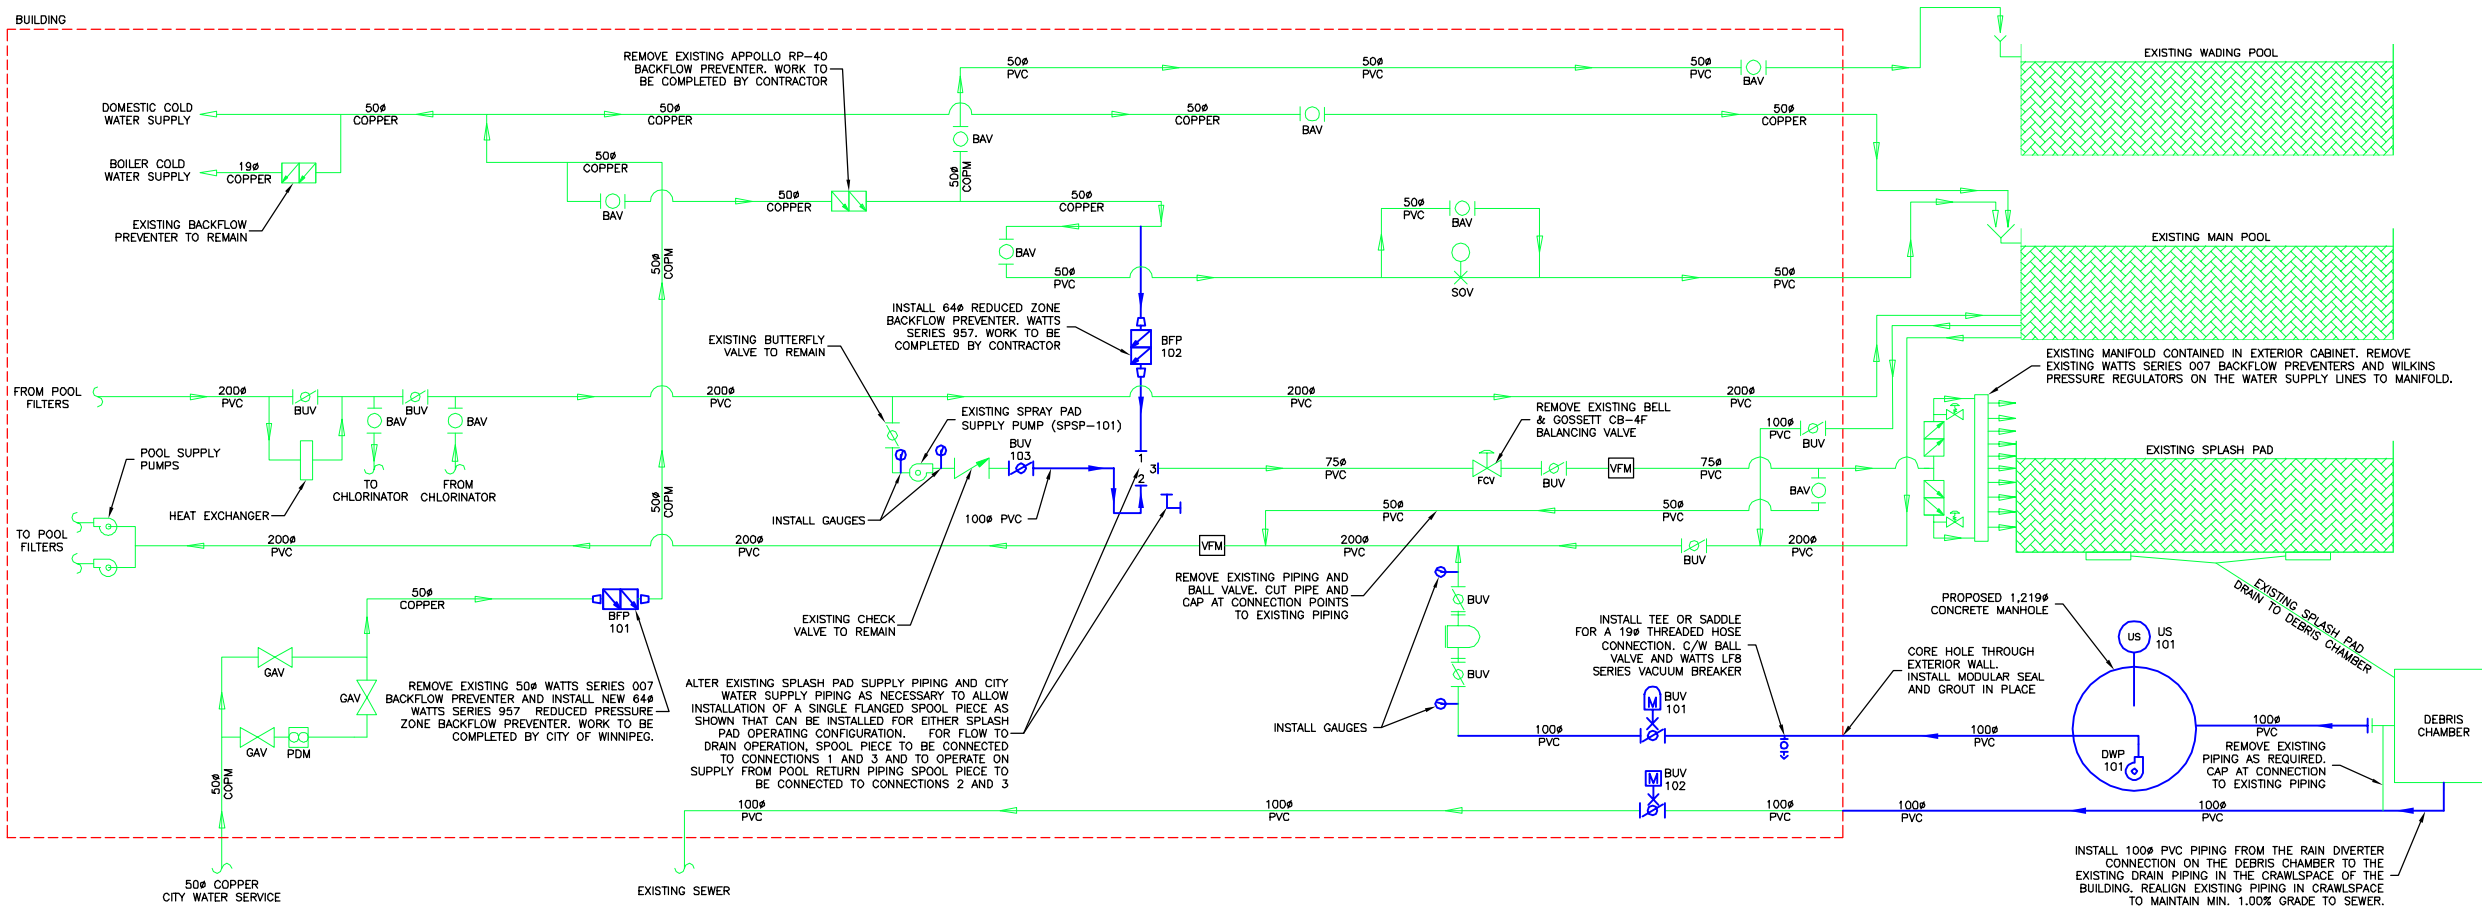 BUILDING
REMOVE EXISTING APPOLLO RP-40
BACKFLOW PREVENTER. WORK TO
BE COMPLETED BY CONTRACTOR
50ø
PVC
50ø
PVC
50ø
PVC
BAV
EXISTING WADING POOL
DOMESTIC COLD
WATER SUPPLY
50ø
COPPER
50ø
COPPER
50ø
COPPER
BAV
50ø
COPPER
BAV
BOILER COLD
WATER SUPPLY
19ø
COPPER
50ø
COPPER
50ø
COPM
EXISTING BACKFLOW
PREVENTER TO REMAIN
BAV
50ø
COPPER
50ø
COPPER
50ø
PVC
BAV
EXISTING MAIN POOL
50ø
COPM
BAV
50ø
PVC
SOV
50ø
PVC
50ø
PVC
INSTALL 64ø REDUCED ZONE
BACKFLOW PREVENTER. WATTS
SERIES 957. WORK TO BE
COMPLETED BY CONTRACTOR
BFP
102
EXISTING BUTTERFLY
VALVE TO REMAIN
EXISTING MANIFOLD CONTAINED IN EXTERIOR CABINET. REMOVE
EXISTING WATTS SERIES 007 BACKFLOW PREVENTERS AND WILKINS
PRESSURE REGULATORS ON THE WATER SUPPLY LINES TO MANIFOLD.
FROM POOL
FILTERS
200ø
PVC
BUV
BUV
200ø
PVC
200ø
PVC
200ø
PVC
200ø
PVC
BAV
BAV
EXISTING SPRAY PAD
SUPPLY PUMP (SPSP-101)
REMOVE EXISTING BELL
& GOSSETT CB-4F
BALANCING VALVE
100ø
PVC
BUV
POOL SUPPLY
PUMPS
BUV
103
1
3
2
75ø
PVC
FCV
BUV
VFM
75ø
PVC
BAV
EXISTING SPLASH PAD
TO
CHLORINATOR
FROM
CHLORINATOR
HEAT EXCHANGER
50ø
COPM
INSTALL GAUGES
100ø PVC
50ø
PVC
50ø
PVC
TO POOL
FILTERS
200ø
PVC
200ø
PVC
VFM
200ø
PVC
BUV
200ø
PVC
50ø
COPPER
BFP
101
EXISTING CHECK
VALVE TO REMAIN
REMOVE EXISTING PIPING AND
BALL VALVE. CUT PIPE AND
CAP AT CONNECTION POINTS
TO EXISTING PIPING
BUV
BUV
INSTALL TEE OR SADDLE
FOR A 19ø THREADED HOSE
CONNECTION. C/W BALL
VALVE AND WATTS LF8
SERIES VACUUM BREAKER
PROPOSED 1,219ø
CONCRETE MANHOLE
EXISTING SPLASH PAD
DRAIN TO DEBRIS CHAMBER
US
US
101
CORE HOLE THROUGH
EXTERIOR WALL.
INSTALL MODULAR SEAL
AND GROUT IN PLACE
GAV
GAV
GAV
PDM
REMOVE EXISTING 50ø WATTS SERIES 007
BACKFLOW PREVENTER AND INSTALL NEW 64ø
WATTS SERIES 957 REDUCED PRESSURE
ZONE BACKFLOW PREVENTER. WORK TO BE
COMPLETED BY CITY OF WINNIPEG.
ALTER EXISTING SPLASH PAD SUPPLY PIPING AND CITY
WATER SUPPLY PIPING AS NECESSARY TO ALLOW
INSTALLATION OF A SINGLE FLANGED SPOOL PIECE AS
SHOWN THAT CAN BE INSTALLED FOR EITHER SPLASH
PAD OPERATING CONFIGURATION. FOR FLOW TO
DRAIN OPERATION, SPOOL PIECE TO BE CONNECTED
TO CONNECTIONS 1 AND 3 AND TO OPERATE ON
SUPPLY FROM POOL RETURN PIPING SPOOL PIECE TO
BE CONNECTED TO CONNECTIONS 2 AND 3
INSTALL GAUGES
M
BUV
101
100ø
PVC
100ø
PVC
DWP
101
100ø
PVC
DEBRIS
CHAMBER
REMOVE EXISTING
PIPING AS REQUIRED.
CAP AT CONNECTION
TO EXISTING PIPING
50ø
COPM
M
BUV
102
100ø
PVC
100ø
PVC
100ø
PVC
100ø
PVC
100ø
PVC
INSTALL 100ø PVC PIPING FROM THE RAIN DIVERTER
CONNECTION ON THE DEBRIS CHAMBER TO THE
EXISTING DRAIN PIPING IN THE CRAWLSPACE OF THE
BUILDING. REALIGN EXISTING PIPING IN CRAWLSPACE
TO MAINTAIN MIN. 1.00% GRADE TO SEWER.
50ø COPPER
CITY WATER SERVICE
EXISTING SEWER